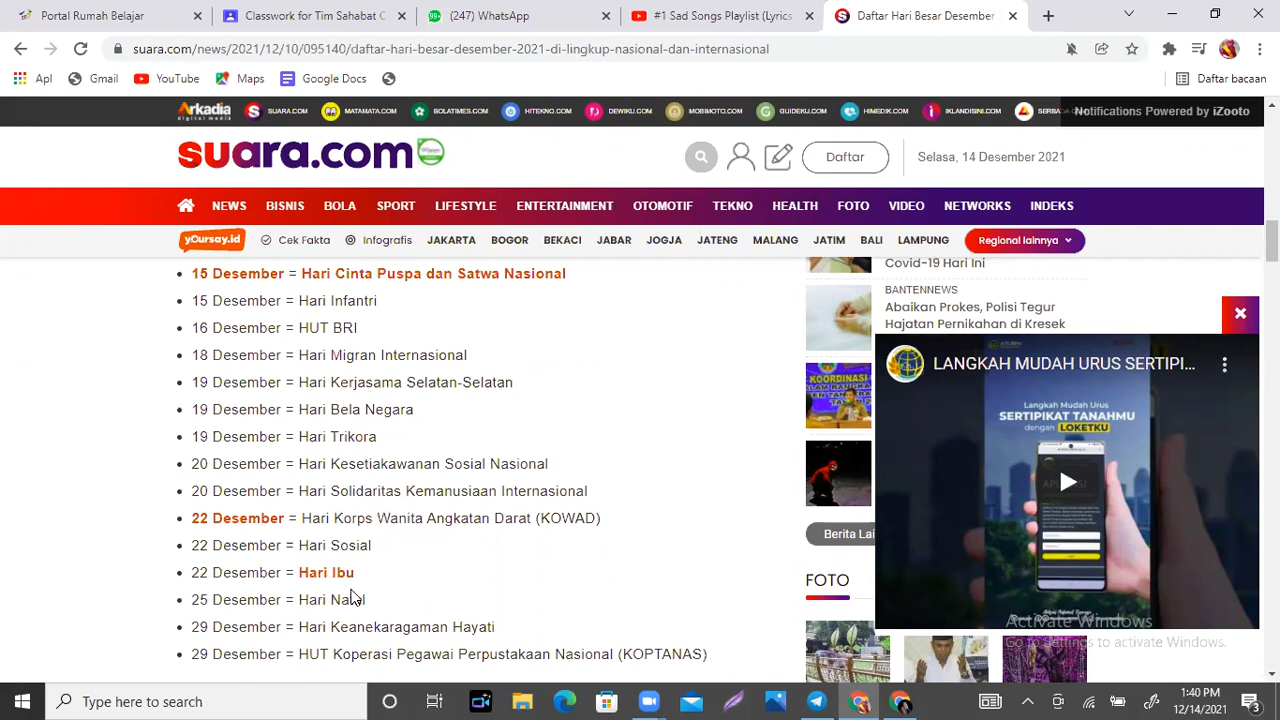 Portal Rumah Belajar
Classwork for Tahsin Tahfidz C
(247) WhatsApp
#1 Sad Songs Playlist (Lyrics
Daftar Hari Besar Desember
suara.com/news/2021/12/10/095140/daftar-hari-besar-desember-2021-di-lingkup-nasional-dan-internasional
Apl
Gmail
YouTube
Maps
Google Docs
Daftar bacaan
Arkadia digital media
SUARA.COM
MATAMATA.COM
BOLATIMES.COM
HITEKNO.COM
DEWIKU.COM
MOBIMOTO.COM
GUIDEKU.COM
HIMEDIK.COM
IKLANDISINI.COM
Notifications Powered by iZooto
suara.com
Daftar
Selasa, 14 Desember 2021
NEWS BISNIS BOLA SPORT LIFESTYLE ENTERTAINMENT OTOMOTIF TEKNO HEALTH FOTO VIDEO NETWORKS INDEKS
yoursay.id
Cek Fakta
Infografis
JAKARTA BOGOR BEKACI JABAR JOGJA JATENG MALANG JATIM BALI LAMPUNG
Regional lainnya
15 Desember = Hari Cinta Puspa dan Satwa Nasional
15 Desember = Hari Infantri
16 Desember = HUT BRI
18 Desember = Hari Migran Internasional
19 Desember = Hari Kerjasama Selatan-Selatan
19 Desember = Hari Bela Negara
19 Desember = Hari Trikora
20 Desember = Hari Kesetiakawanan Sosial Nasional
20 Desember = Hari Solidaritas Kemanusiaan Internasional
22 Desember = Hari Korps Wanita Angkatan Darat (KOWAD)
22 Desember = Hari Sosial
22 Desember = Hari Ibu
25 Desember = Hari Natal
29 Desember = Hari Keanekaragaman Hayati
29 Desember = HUT Koperasi Pegawai Perpustakaan Nasional (KOPTANAS)
Covid-19 Hari Ini
BANTENNEWS
Abaikan Prokes, Polisi Tegur
Hajatan Pernikahan di Kresek
Berita Lai
FOTO
LANGKAH MUDAH URUS SERTIPI...
Langkah Mudah Urus
SERTIPIKAT TANAHMU
dengan LOKETKU
Activate Windows
Go to Settings to activate Windows.
Type here to search
1:40 PM
12/14/2021
3